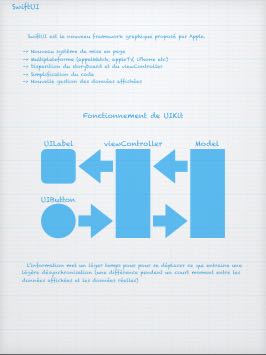 SwiftUI
SwiftUI est le nouveau framework graphique proposé par Apple.
-> Nouveau système de mise en page
-> Multiplateforme (appleWatch, appleTV, iPhone etc)
-> Disparition du storyboard et du viewController
-> Simplification du code
-> Nouvelle gestion des données affichées
Fonctionnement de UIKit
UILabel viewController Model
UIButton
L'information met un léger temps pour pour se déplacer ce qui entraine une
légère désynchronisation (une différence pendant un court moment entre les
données affichées et les données réelles)